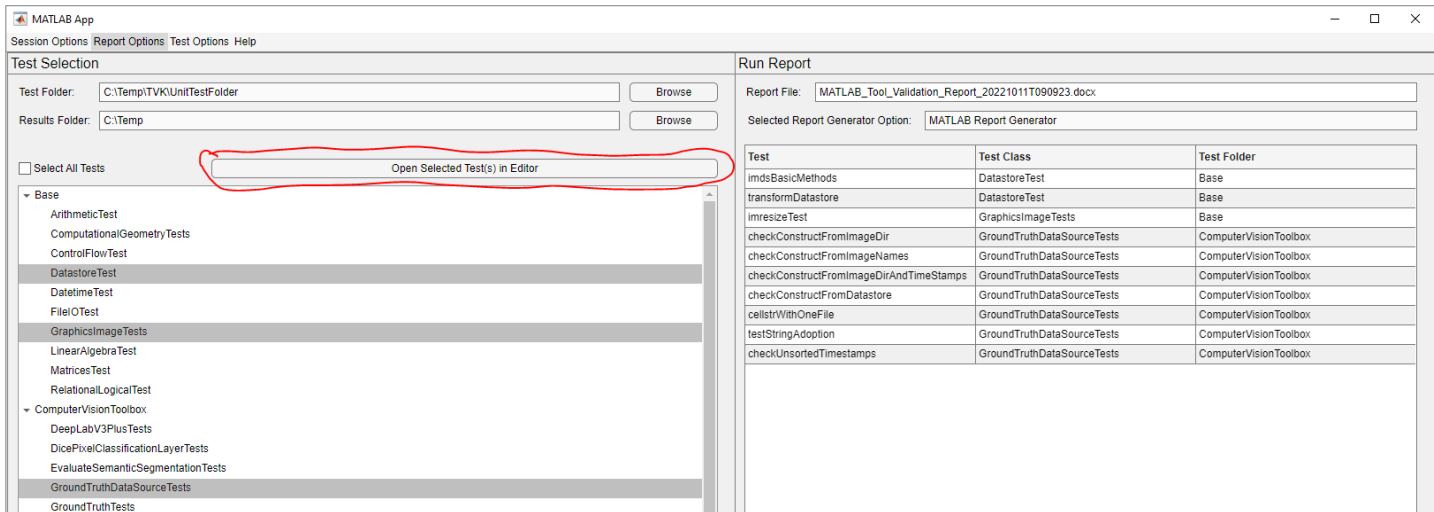 MATLAB App
Session Options Report Options Test Options Help
Test Selection
Test Folder: C:\Temp\TVK\UnitTestFolder Browse
Results Folder: C:\Temp Browse
Select All Tests Open Selected Test(s) in Editor
Base
ArithmeticTest
ComputationalGeometryTests
ControlFlowTest
DatastoreTest
DatetimeTest
FileIOTest
GraphicsImageTests
LinearAlgebraTest
MatricesTest
RelationalLogicalTest
ComputerVisionToolbox
DeepLabV3PlusTests
DicePixelClassificationLayerTests
EvaluateSemanticSegmentationTests
GroundTruthDataSourceTests
GroundTruthTests
Run Report
Report File: MATLAB_Tool_Validation_Report_20221011T090923.docx
Selected Report Generator Option: MATLAB Report Generator
Test Test Class Test Folder
imdsBasicMethods DatastoreTest Base
transformDatastore DatastoreTest Base
imresizeTest GraphicsImageTests Base
checkConstructFromImageDir GroundTruthDataSourceTests ComputerVisionToolbox
checkConstructFromImageNames GroundTruthDataSourceTests ComputerVisionToolbox
checkConstructFromImageDirAndTimeStamps GroundTruthDataSourceTests ComputerVisionToolbox
checkConstructFromDatastore GroundTruthDataSourceTests ComputerVisionToolbox
cellstrWithOneFile GroundTruthDataSourceTests ComputerVisionToolbox
testStringAdoption GroundTruthDataSourceTests ComputerVisionToolbox
checkUnsortedTimestamps GroundTruthDataSourceTests ComputerVisionToolbox